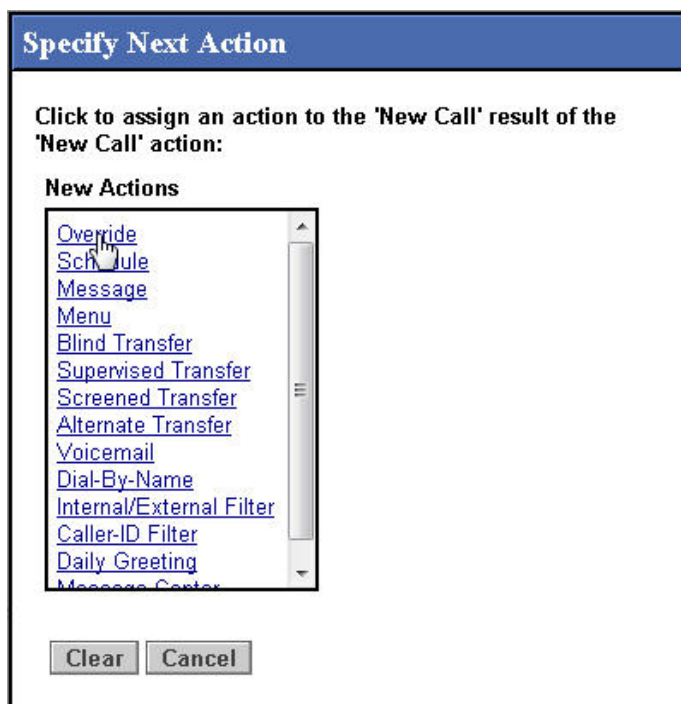 Specify Next Action
Click to assign an action to the 'New Call' result of the
'New Call' action:
New Actions
Override
Schedule
Message
Menu
Blind Transfer
Supervised Transfer
Screened Transfer
Alternate Transfer
Voicemail
Dial-By-Name
Internal/External Filter
Caller-ID Filter
Daily Greeting
Message Center
Clear Cancel